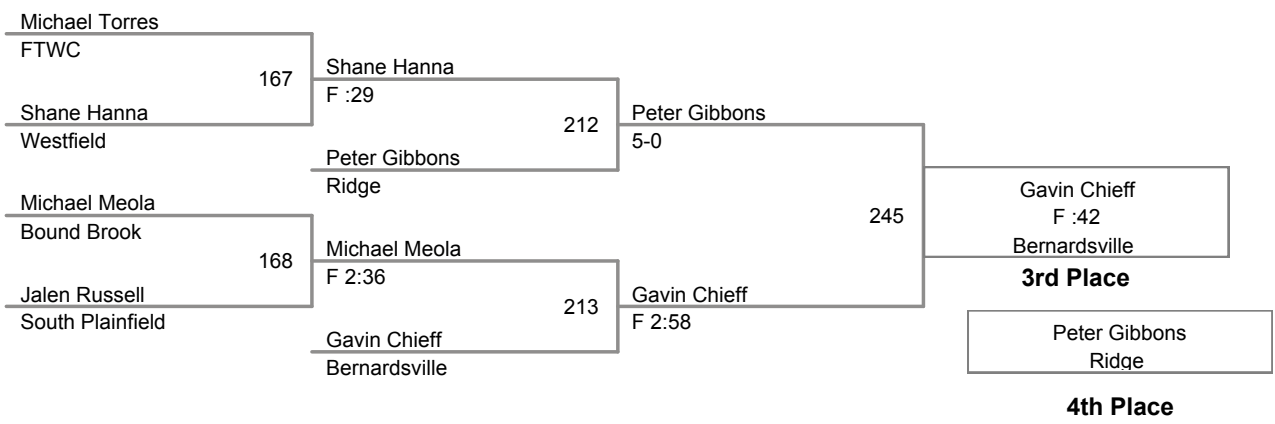 Michael Torres
FTWC
167
Shane Hanna
F :29
Shane Hanna
Westfield
212
Peter Gibbons
5-0
Peter Gibbons
Ridge
Michael Meola
Bound Brook
168
Michael Meola
F 2:36
Jalen Russell
South Plainfield
213
Gavin Chieff
F 2:58
Gavin Chieff
Bernardsville
245
Gavin Chieff
F :42
Bernardsville
3rd Place
Peter Gibbons
Ridge
4th Place